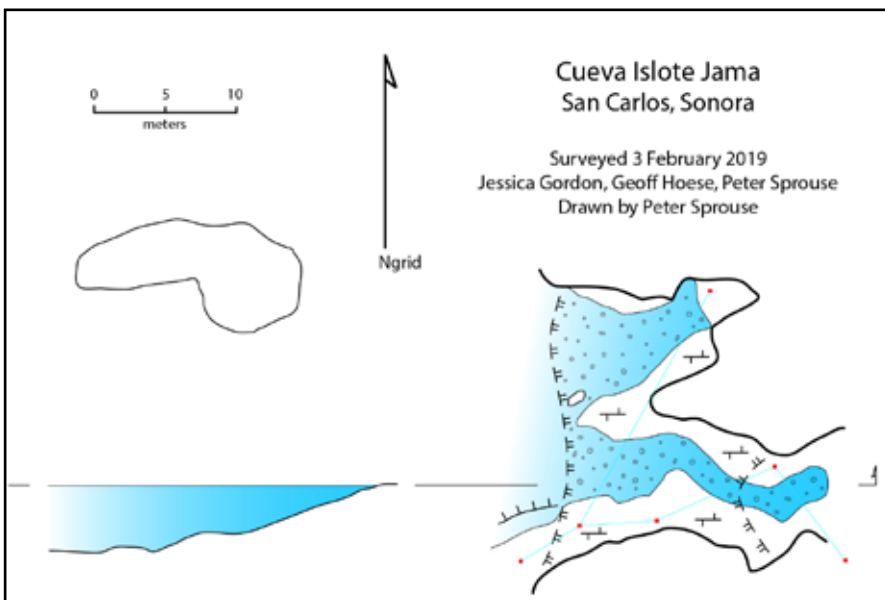 0 5 10
meters
Ngrid
Cueva Islote Jama
San Carlos, Sonora
Surveyed 3 February 2019
Jessica Gordon, Geoff Hoese, Peter Sprouse
Drawn by Peter Sprouse